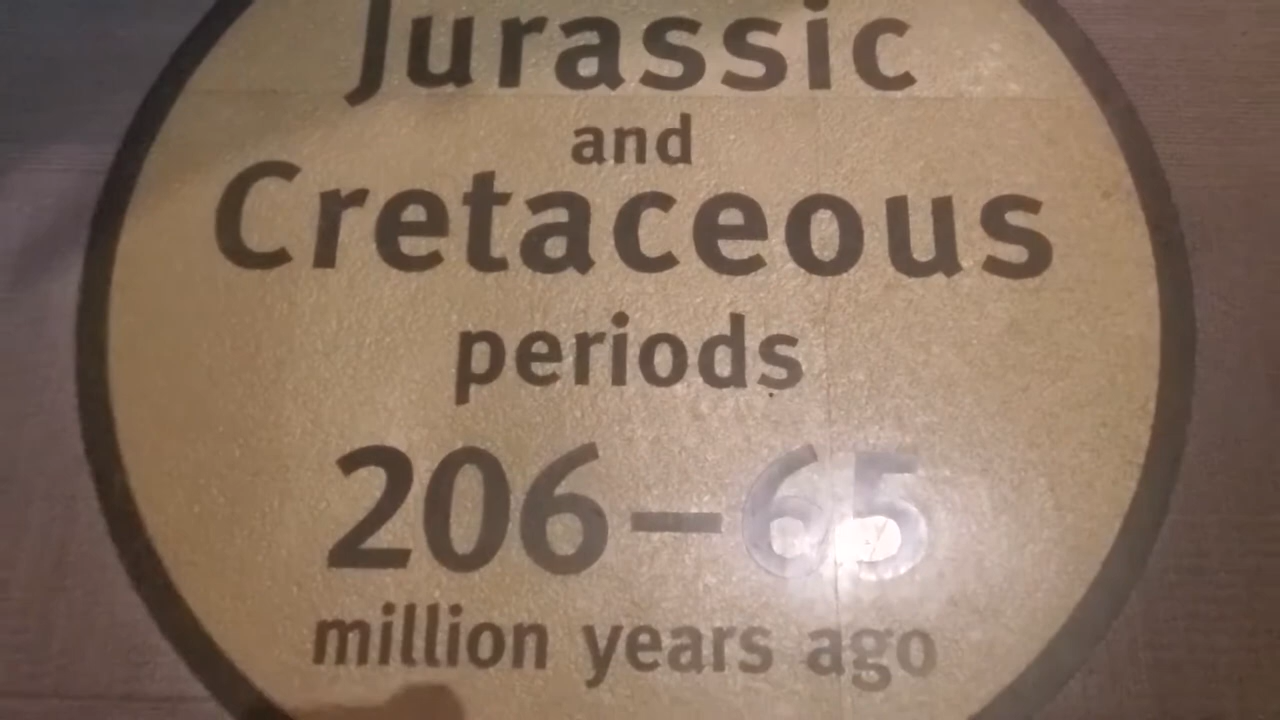 Jurassic
and
Cretaceous
periods
206–65
million years ago